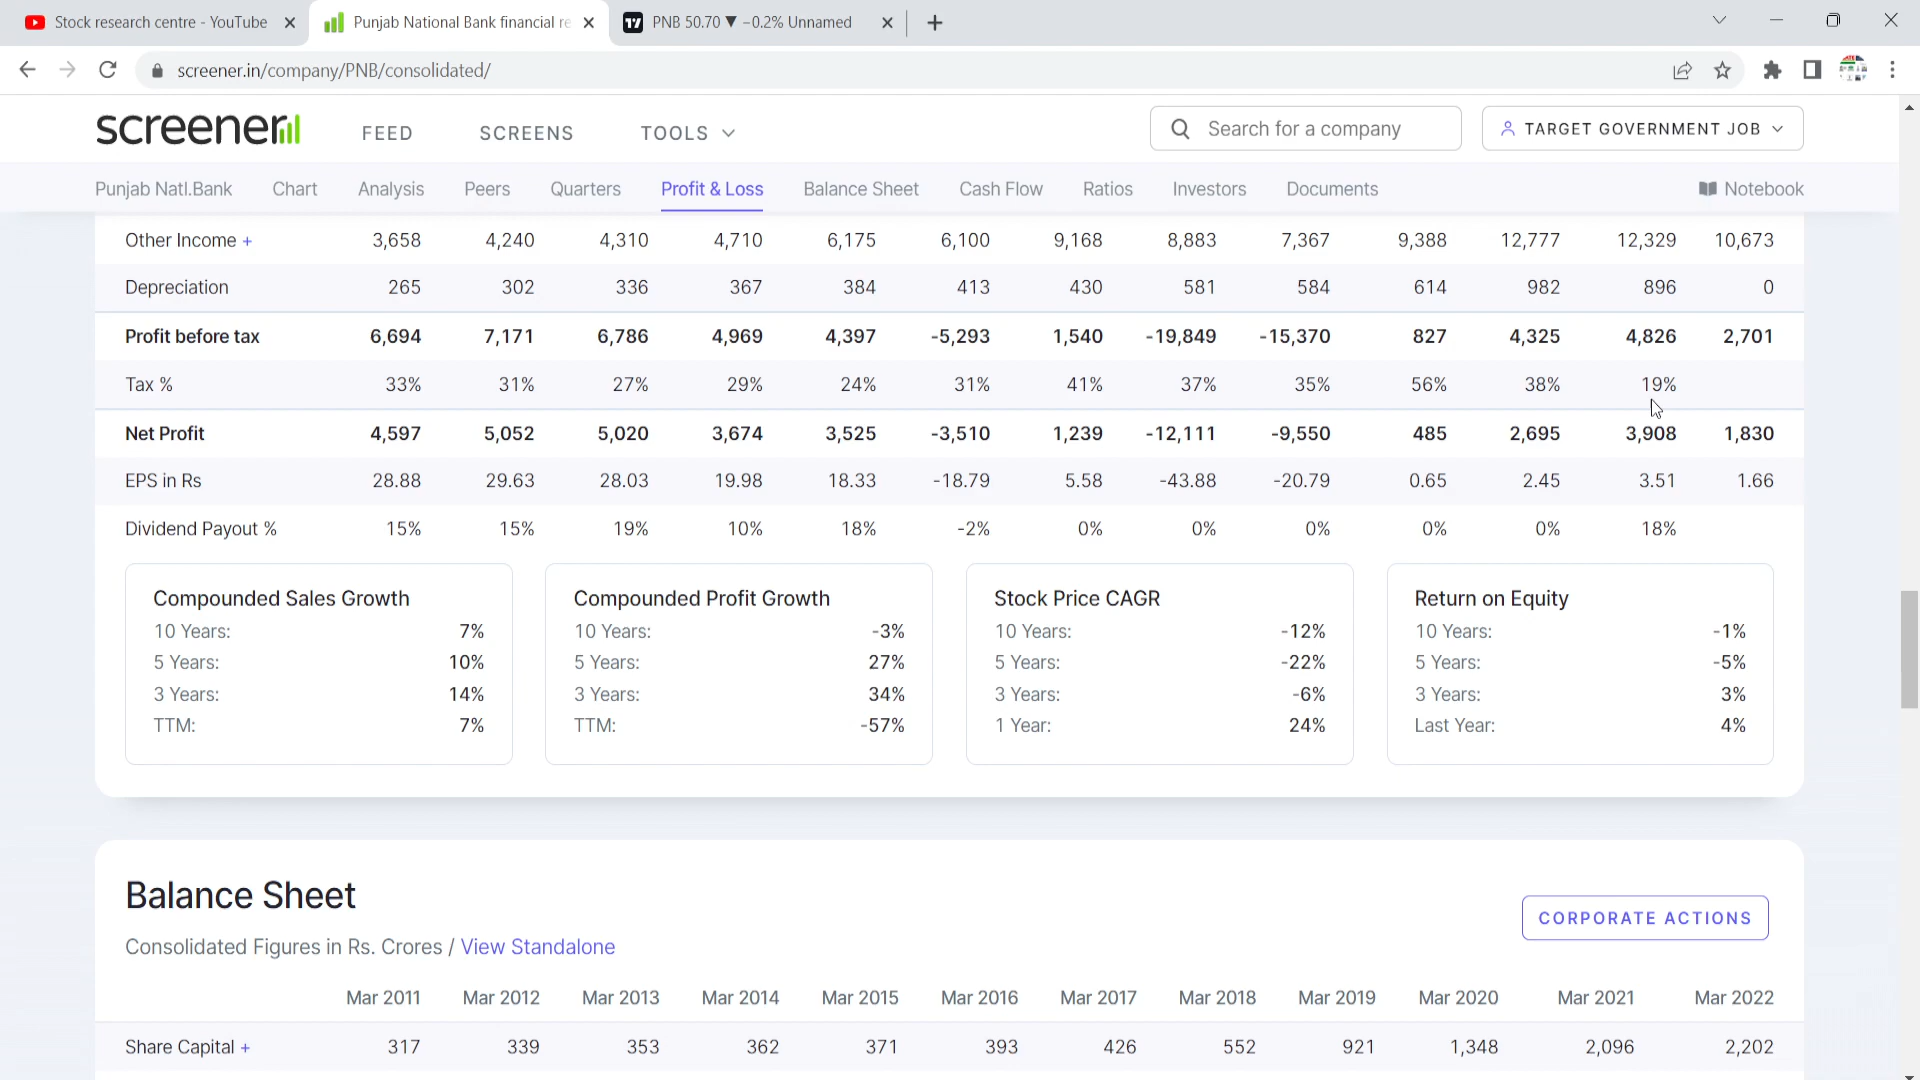 Stock research centre - YouTube
Punjab National Bank financial re
PNB 50.70 ▼ −0.2% Unnamed
screener.in/company/PNB/consolidated/
screener
FEED
SCREENS
TOOLS
Search for a company
TARGET GOVERNMENT JOB
Punjab Natl.Bank Chart Analysis Peers Quarters Profit & Loss Balance Sheet Cash Flow Ratios Investors Documents Notebook
Other Income + 3,658 4,240 4,310 4,710 6,175 6,100 9,168 8,883 7,367 9,388 12,777 12,329 10,673
Depreciation 265 302 336 367 384 413 430 581 584 614 982 896 0
Profit before tax 6,694 7,171 6,786 4,969 4,397 -5,293 1,540 -19,849 -15,370 827 4,325 4,826 2,701
Tax % 33% 31% 27% 29% 24% 31% 41% 37% 35% 56% 38% 19%
Net Profit 4,597 5,052 5,020 3,674 3,525 -3,510 1,239 -12,111 -9,550 485 2,695 3,908 1,830
EPS in Rs 28.88 29.63 28.03 19.98 18.33 -18.79 5.58 -43.88 -20.79 0.65 2.45 3.51 1.66
Dividend Payout % 15% 15% 19% 10% 18% -2% 0% 0% 0% 0% 0% 18%
Compounded Sales Growth
10 Years: 7%
5 Years: 10%
3 Years: 14%
TTM: 7%
Compounded Profit Growth
10 Years: -3%
5 Years: 27%
3 Years: 34%
TTM: -57%
Stock Price CAGR
10 Years: -12%
5 Years: -22%
3 Years: -6%
1 Year: 24%
Return on Equity
10 Years: -1%
5 Years: -5%
3 Years: 3%
Last Year: 4%
Balance Sheet
CORPORATE ACTIONS
Consolidated Figures in Rs. Crores / View Standalone
Mar 2011 Mar 2012 Mar 2013 Mar 2014 Mar 2015 Mar 2016 Mar 2017 Mar 2018 Mar 2019 Mar 2020 Mar 2021 Mar 2022
Share Capital + 317 339 353 362 371 393 426 552 921 1,348 2,096 2,202